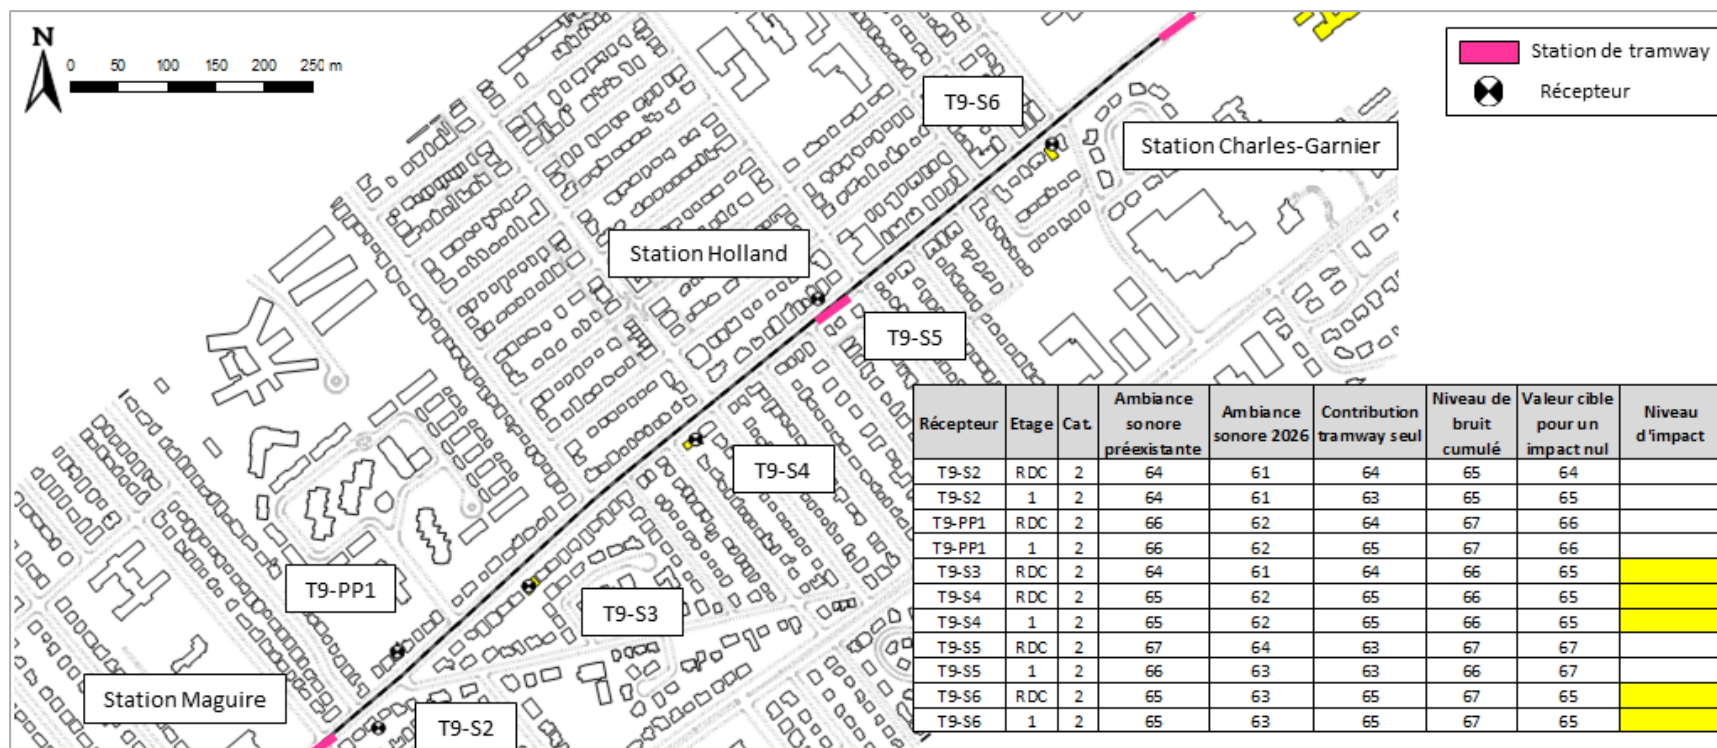 N
0 50 100 150 200 250 m
Station de tramway
Récepteur
T9-S6
Station Charles-Garnier
Station Holland
T9-S5
T9-S4
T9-PP1
T9-S3
Station Maguire
T9-S2
Récepteur Etage Cat. Ambiance sonore préexistante Ambiance sonore 2026 Contribution tramway seul Niveau de bruit cumulé Valeur cible pour un impact nul Niveau d'impact
T9-S2 RDC 2 64 61 64 65 64
T9-S2 1 2 64 61 63 65 65
T9-PP1 RDC 2 66 62 64 67 66
T9-PP1 1 2 66 62 65 67 66
T9-S3 RDC 2 64 61 64 66 65
T9-S4 RDC 2 65 62 65 66 65
T9-S4 1 2 65 62 65 66 65
T9-S5 RDC 2 67 64 63 67 67
T9-S5 1 2 66 63 63 66 67
T9-S6 RDC 2 65 63 65 67 65
T9-S6 1 2 65 63 65 67 65